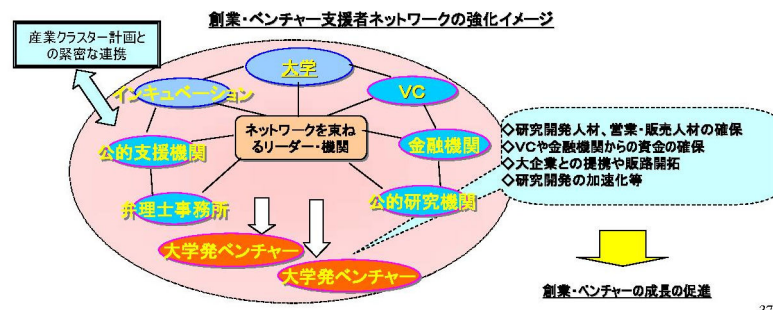 創業・ベンチャー支援者ネットワークの強化イメージ
産業クラスター計画と
の緊密な連携
大学
インキュベーション
VC
ネットワークを束ね
るリーダー・機関
公的支援機関
金融機関
弁理士事務所
公的研究機関
大学発ベンチャー
大学発ベンチャー
◇研究開発人材、営業・販売人材の確保
◇VCや金融機関からの資金の確保
◇大企業との提携や販路開拓
◇研究開発の加速化等
創業・ベンチャーの成長の促進
37